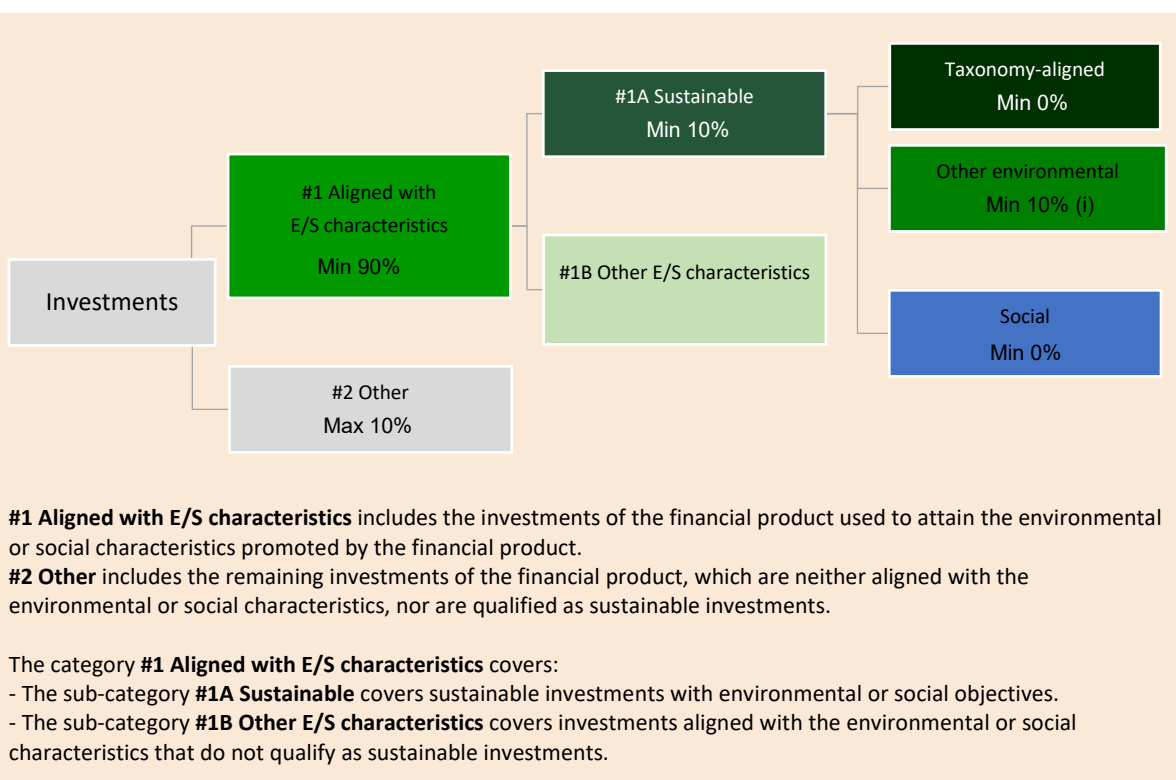 Investments
#1 Aligned with
E/S characteristics
Min 90%
#2 Other
Max 10%
#1A Sustainable
Min 10%
#1B Other E/S characteristics
Taxonomy-aligned
Min 0%
Other environmental
Min 10% (i)
Social
Min 0%
#1 Aligned with E/S characteristics includes the investments of the financial product used to attain the environmental
or social characteristics promoted by the financial product.
#2 Other includes the remaining investments of the financial product, which are neither aligned with the
environmental or social characteristics, nor are qualified as sustainable investments.
The category #1 Aligned with E/S characteristics covers:
- The sub-category #1A Sustainable covers sustainable investments with environmental or social objectives.
- The sub-category #1B Other E/S characteristics covers investments aligned with the environmental or social
characteristics that do not qualify as sustainable investments.